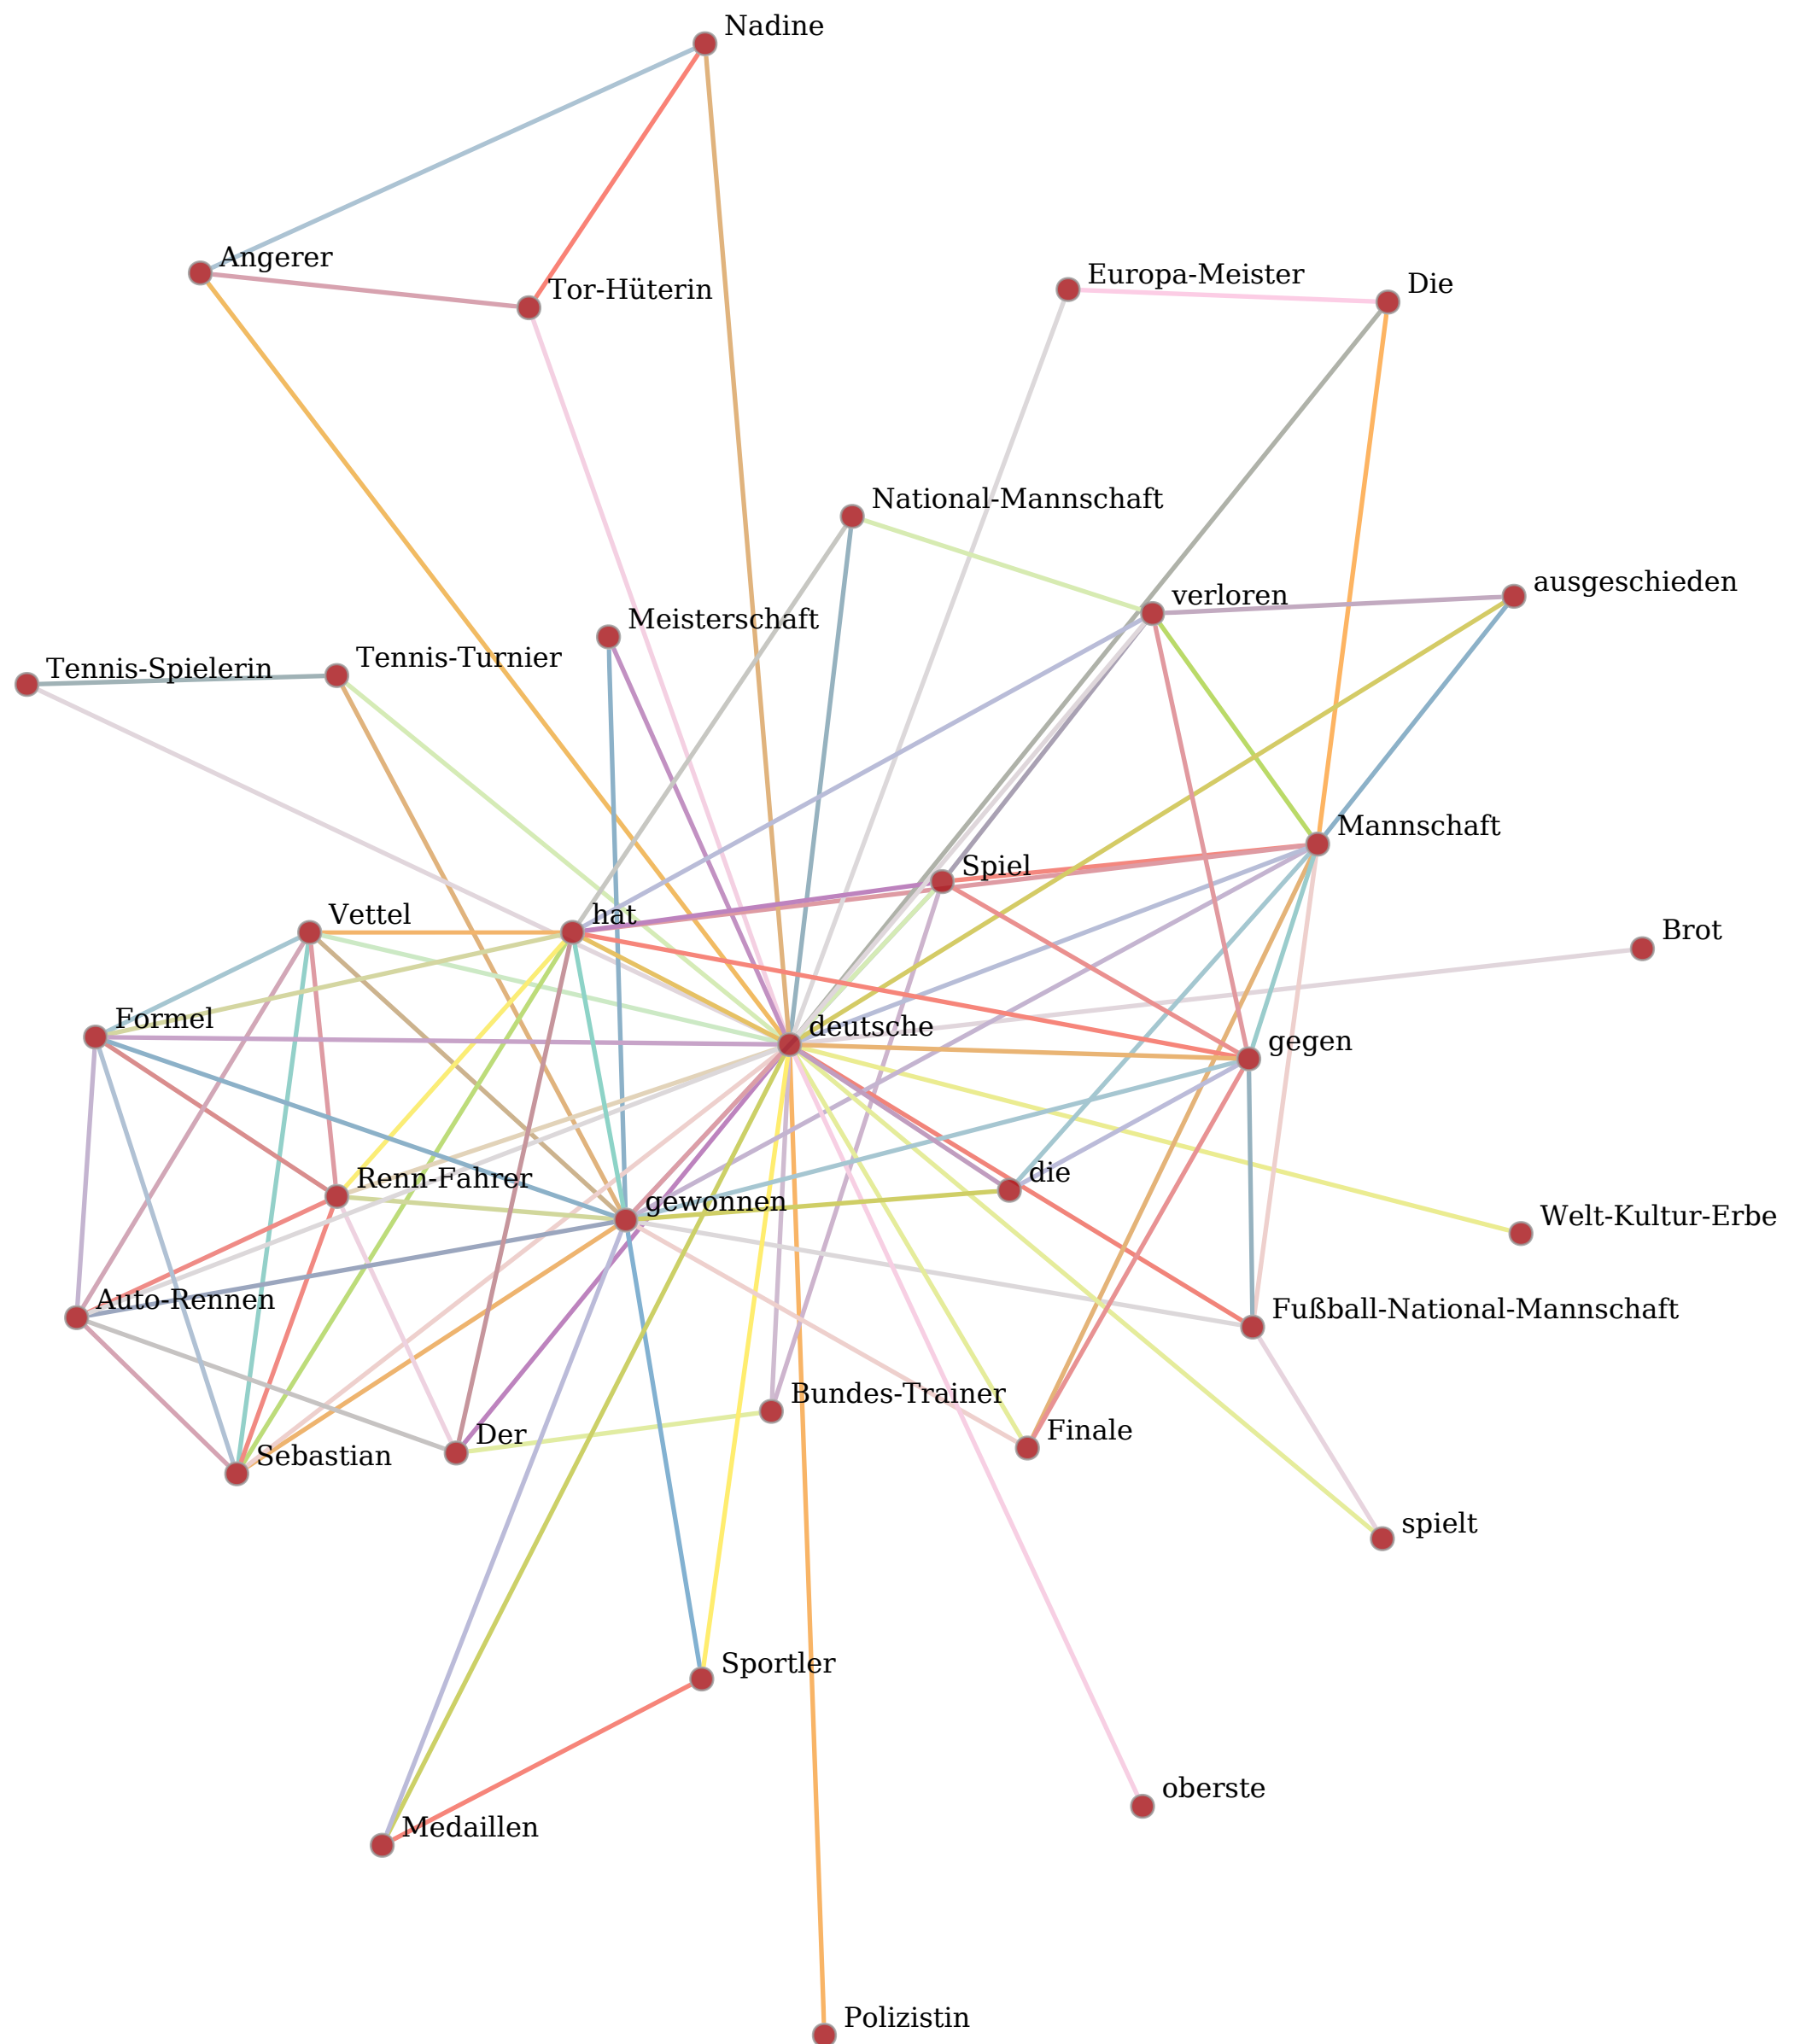 Nadine
Angerer
Tor-Hüterin
Europa-Meister
Die
National-Mannschaft
ausgeschieden
verloren
Meisterschaft
Tennis-Turnier
Tennis-Spielerin
Mannschaft
Spiel
Vettel
hat
Brot
Formel
deutsche
gegen
Renn-Fahrer
die
gewonnen
Welt-Kultur-Erbe
Auto-Rennen
Fußball-National-Mannschaft
Bundes-Trainer
Der
Finale
Sebastian
spielt
Sportler
oberste
Medaillen
Polizistin